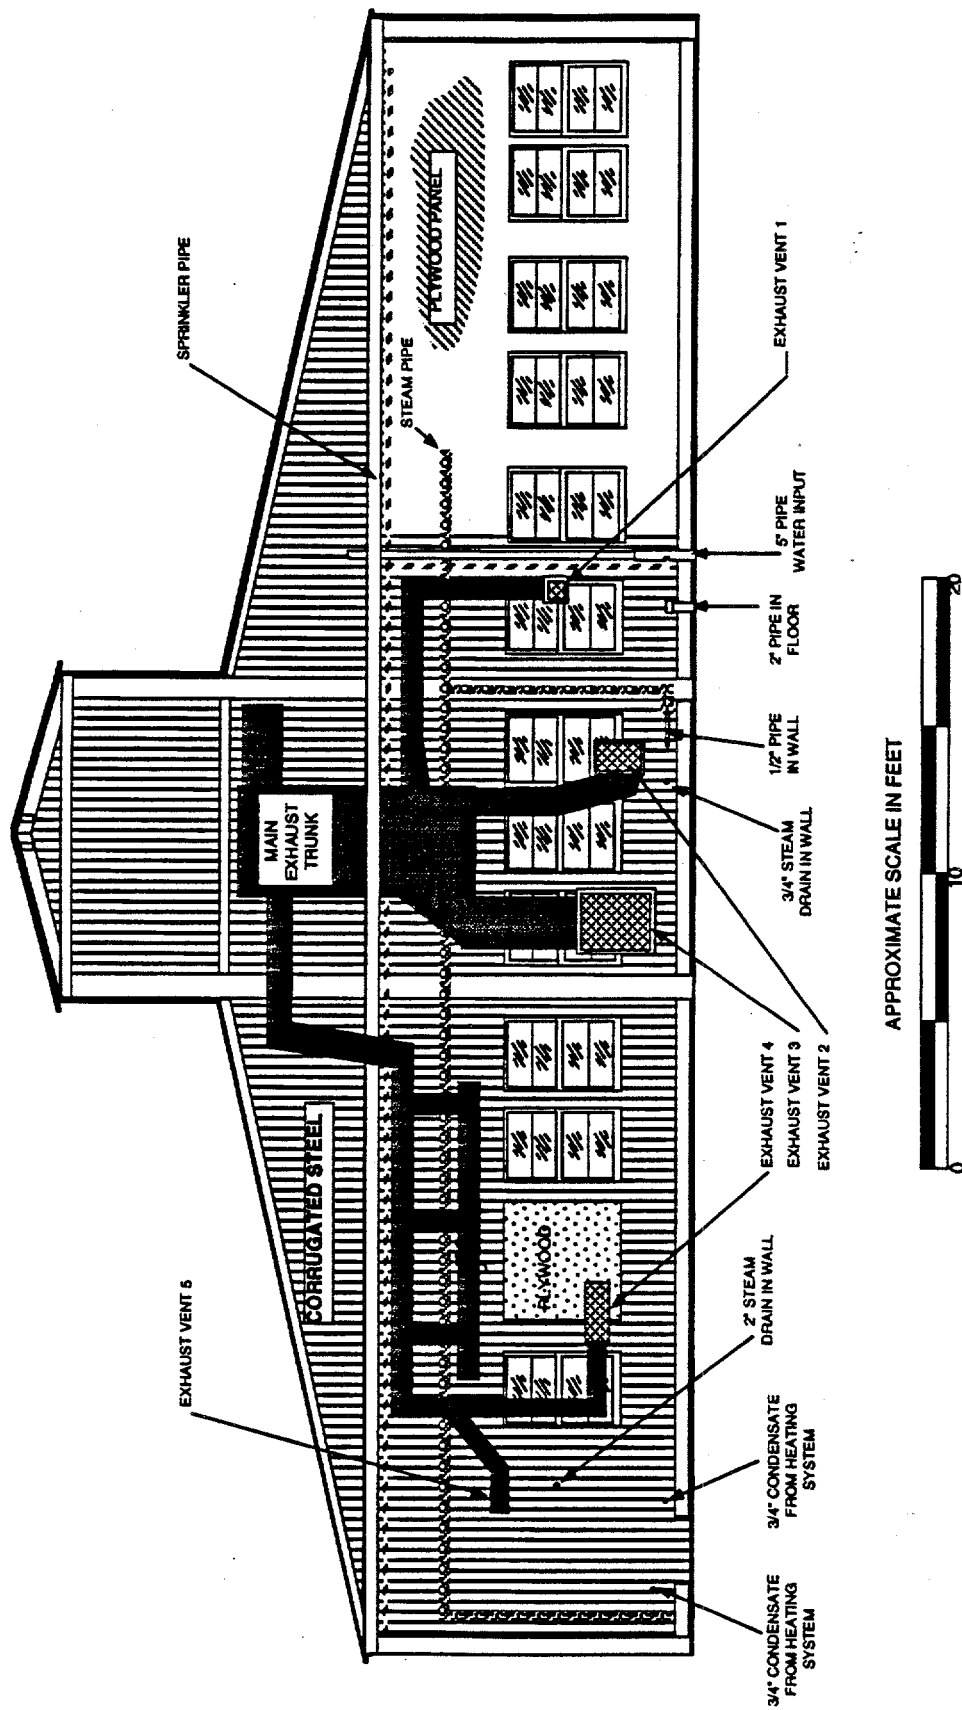 EXHAUST VENT 5
SPRINKLER PIPE
CORRUGATED STEEL
MAIN
EXHAUST
TRUNK
STEAM PIPE
PLYWOOD PANEL
PLYWOOD
3/4" CONDENSATE
FROM HEATING
SYSTEM
3/4" CONDENSATE
FROM HEATING
SYSTEM
2" STEAM
DRAIN IN WALL
EXHAUST VENT 4
EXHAUST VENT 3
EXHAUST VENT 2
3/4" STEAM
DRAIN IN WALL
1/2" PIPE
IN WALL
2" PIPE IN
FLOOR
5" PIPE
WATER INPUT
EXHAUST VENT 1
APPROXIMATE SCALE IN FEET
0
10
20